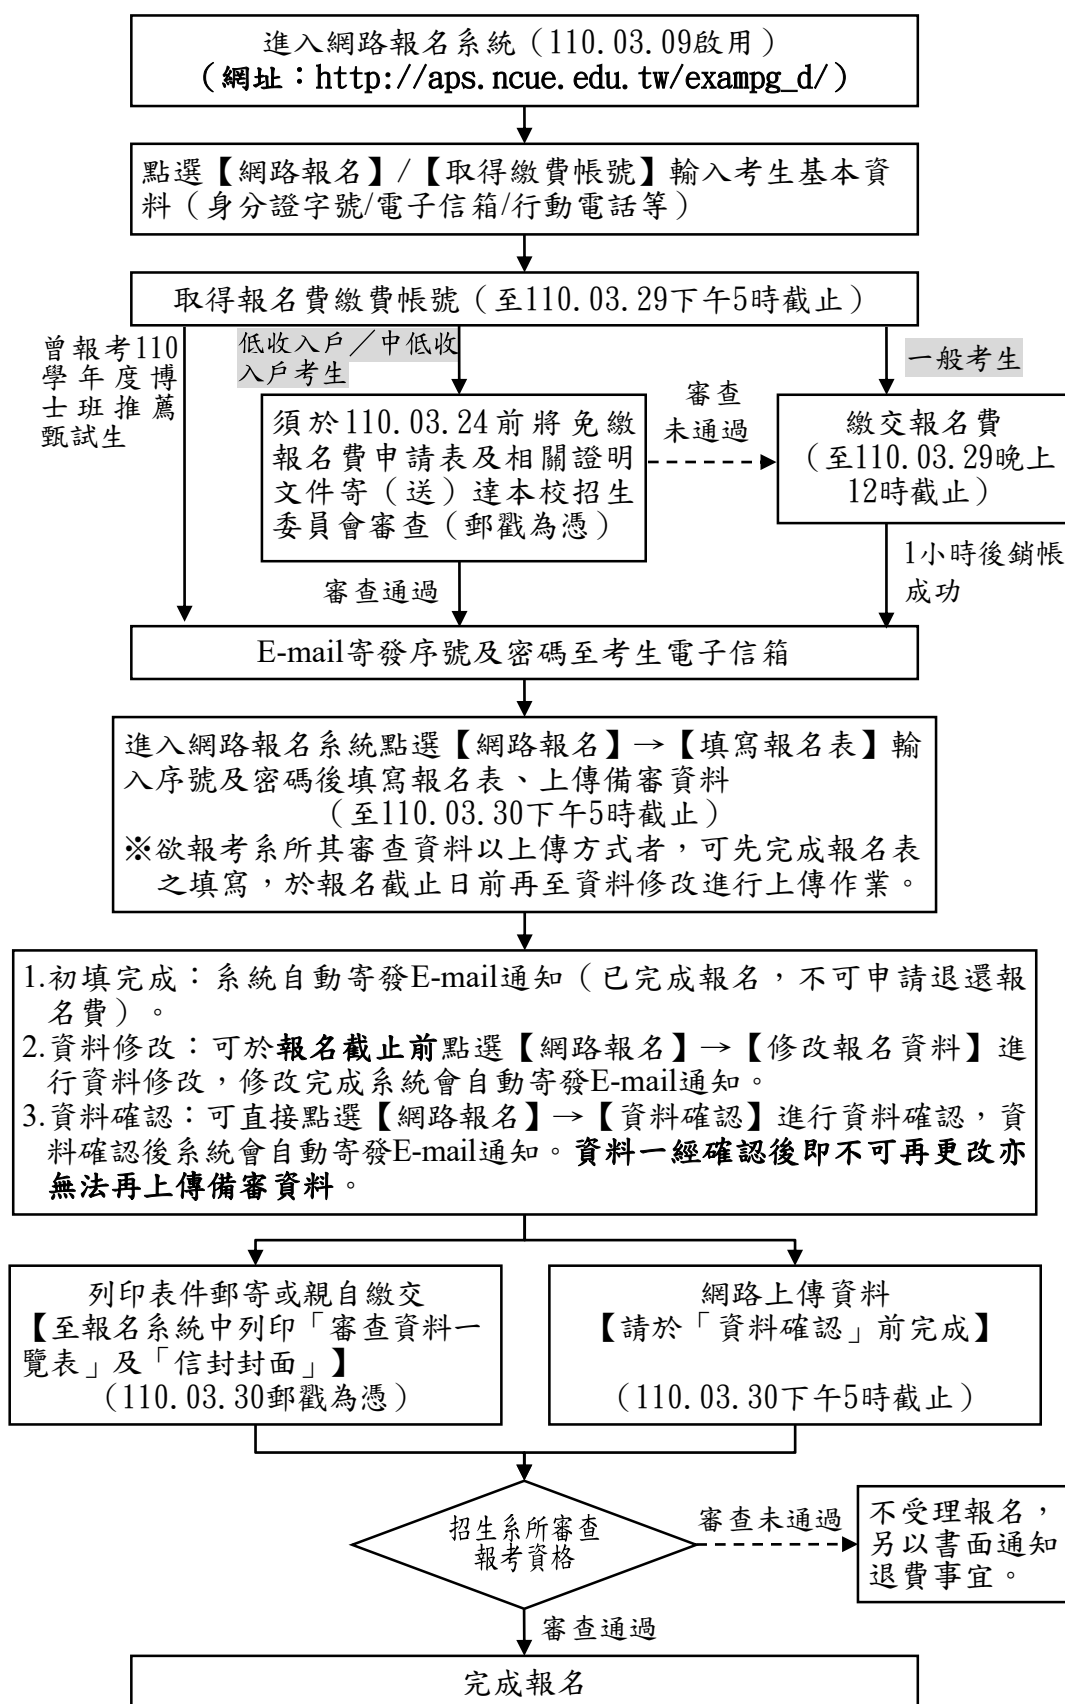 進入網路報名系統（110.03.09啟用）
（網址：http://aps.ncue.edu.tw/exampg_d/）
點選【網路報名】/【取得繳費帳號】輸入考生基本資
料（身分證字號/電子信箱/行動電話等）
取得報名費繳費帳號（至110.03.29下午5時截止）
曾報考110
學年度博
士班推薦
甄試生
低收入戶／中低收
入戶考生
一般考生
須於110.03.24前將免繳
報名費申請表及相關證明
文件寄（送）達本校招生
委員會審查（郵戳為憑）
審查
未通過
繳交報名費
（至110.03.29晚上
12時截止）
審查通過
1小時後銷帳
成功
E-mail寄發序號及密碼至考生電子信箱
進入網路報名系統點選【網路報名】→【填寫報名表】輸
入序號及密碼後填寫報名表、上傳備審資料
（至110.03.30下午5時截止）
※欲報考系所其審查資料以上傳方式者，可先完成報名表
之填寫，於報名截止日前再至資料修改進行上傳作業。
1.初填完成：系統自動寄發E-mail通知（已完成報名，不可申請退還報
名費）。
2.資料修改：可於報名截止前點選【網路報名】→【修改報名資料】進
行資料修改，修改完成系統會自動寄發E-mail通知。
3.資料確認：可直接點選【網路報名】→【資料確認】進行資料確認，資
料確認後系統會自動寄發E-mail通知。資料一經確認後即不可再更改亦
無法再上傳備審資料。
列印表件郵寄或親自繳交
【至報名系統中列印「審查資料一
覽表」及「信封封面」】
（110.03.30郵戳為憑）
網路上傳資料
【請於「資料確認」前完成】
（110.03.30下午5時截止）
招生系所審查
報考資格
審查未通過
不受理報名，
另以書面通知
退費事宜。
審查通過
完成報名